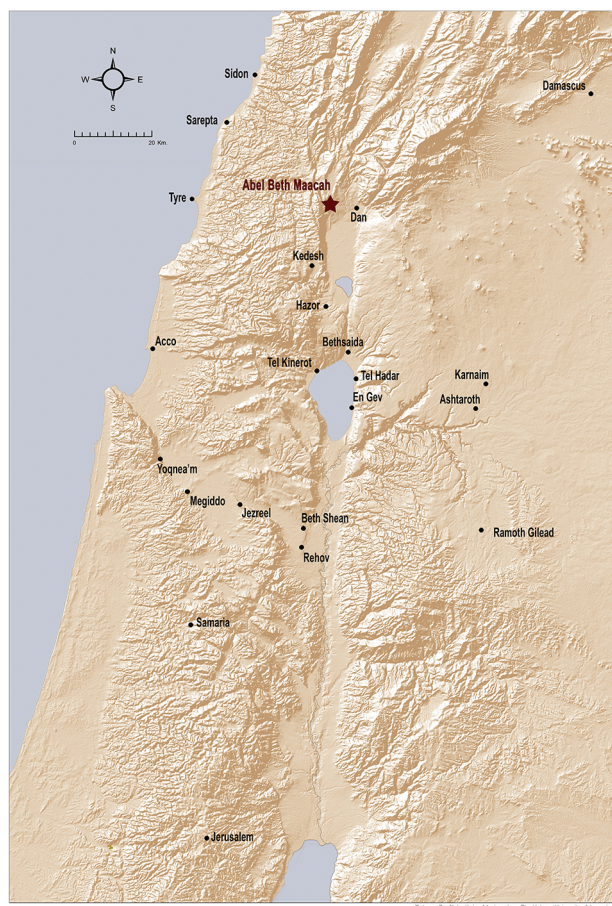 N
W E
S
0 20 Km.
Sidon
Damascus
Sarepta
Abel Beth Maacah
Tyre
Dan
Kedesh
Hazor
Acco
Bethsaida
Tel Kinerot
Tel Hadar
Karnaim
En Gev
Ashtaroth
Yoqnea'm
Megiddo
Jezreel
Beth Shean
Ramoth Gilead
Rehov
Samaria
Jerusalem